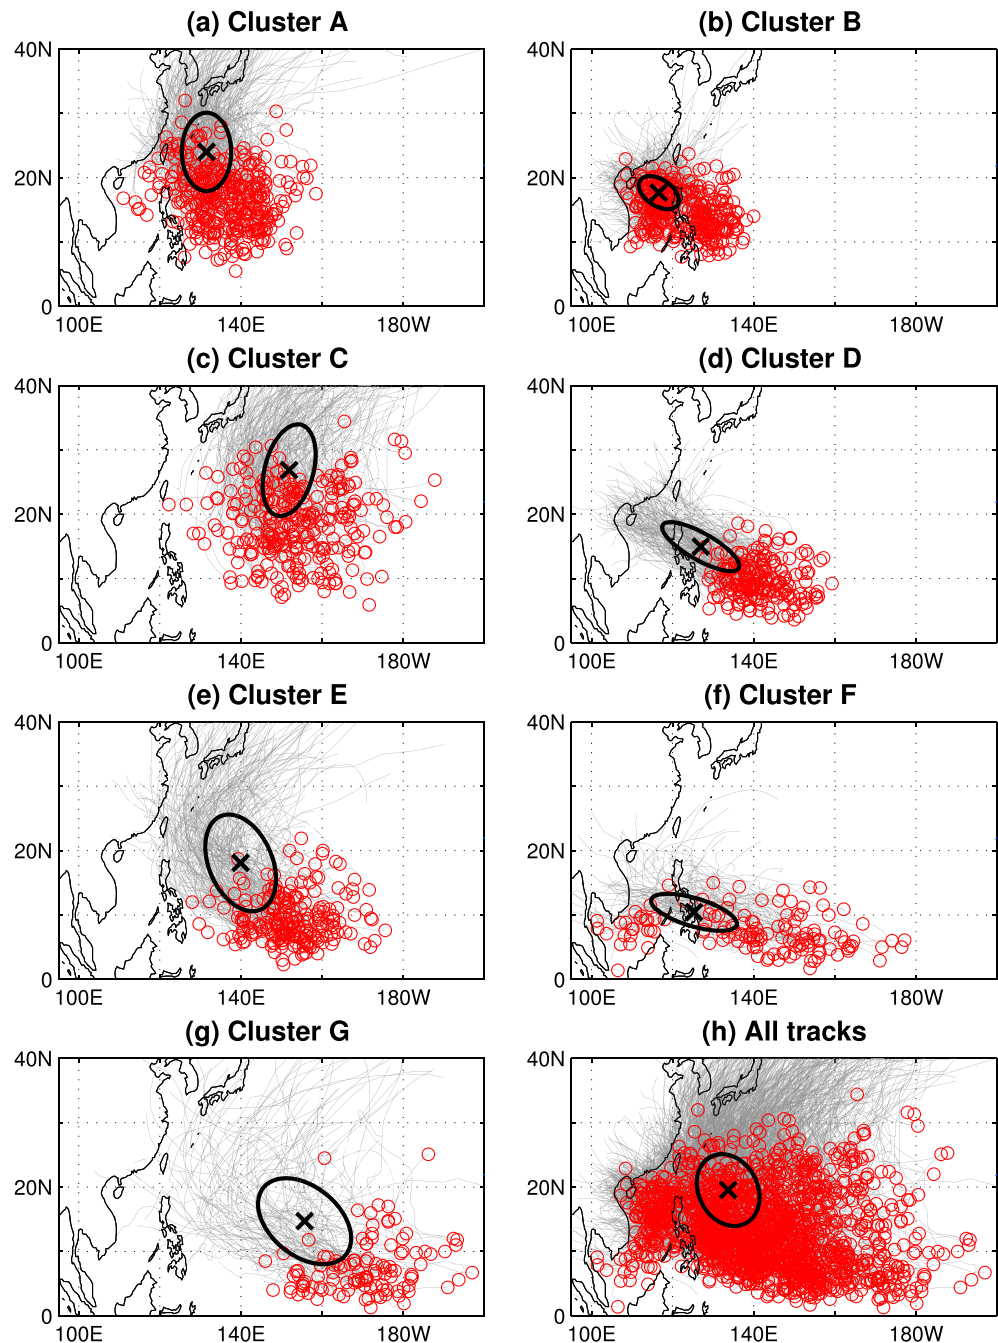 (a) Cluster A
(b) Cluster B
40N
20N
0
100E 140E 180W
40N
20N
0
100E 140E 180W
(c) Cluster C
(d) Cluster D
40N
20N
0
100E 140E 180W
40N
20N
0
100E 140E 180W
(e) Cluster E
(f) Cluster F
40N
20N
0
100E 140E 180W
40N
20N
0
100E 140E 180W
(g) Cluster G
(h) All tracks
40N
20N
0
100E 140E 180W
40N
20N
0
100E 140E 180W